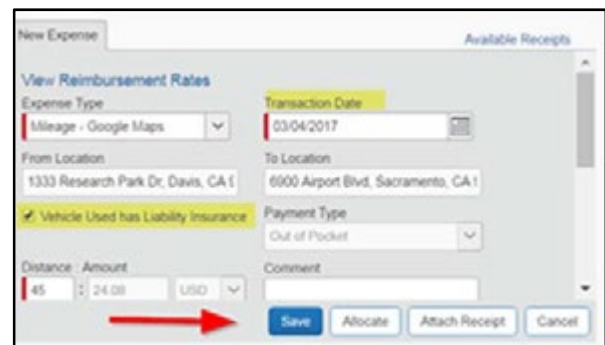 New Expense
Available Receipts
View Reimbursement Rates
Expense Type
Transaction Date
Mileage - Google Maps
03/04/2017
From Location
To Location
1333 Research Park Dr, Davis, CA
6900 Airport Blvd, Sacramento, CA
Vehicle Used has Liability Insurance
Payment Type
Out of Pocket
Distance : Amount
Comment
45 : 24.08 USD
Save Allocate Attach Receipt Cancel